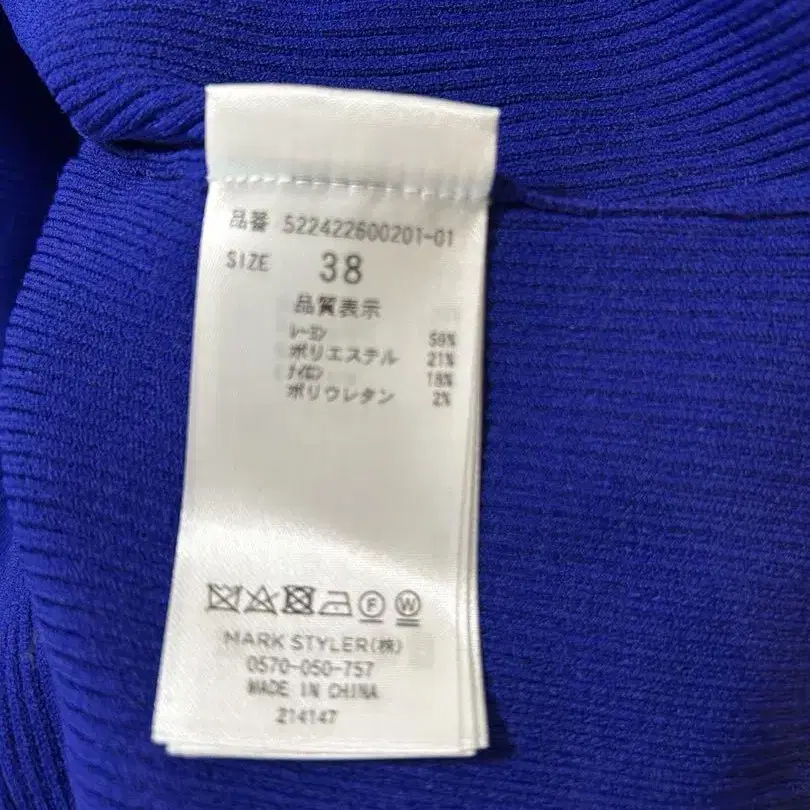 品番 522422600201-01
SIZE 38
品質表示
レーヨン 59%
ポリエステル 21%
ナイロン 18%
ポリウレタン 2%
F W
MARK STYLER(株)
0570-050-757
MADE IN CHINA
214147